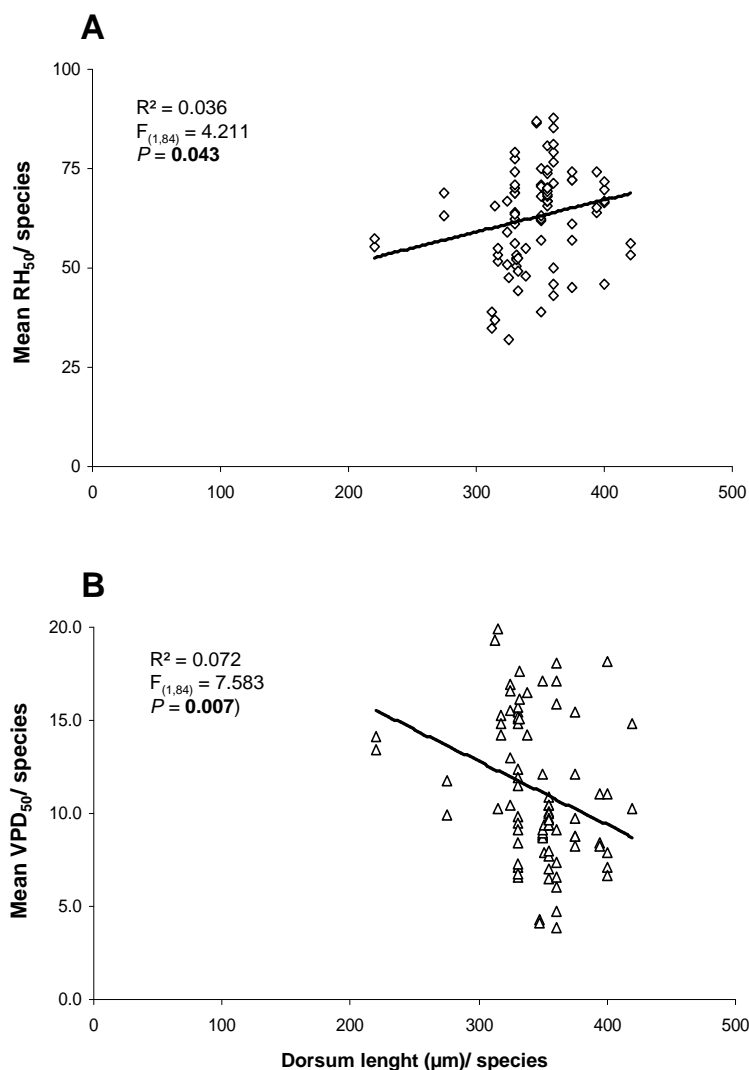 A
100
75
50
25
0
Mean RH₅₀/ species
R² = 0.036
F₍₁,₈₄₎ = 4.211
P = 0.043
0 100 200 300 400 500
B
20.0
15.0
10.0
5.0
0.0
Mean VPD₅₀/ species
R² = 0.072
F₍₁,₈₄₎ = 7.583
P = 0.007)
0 100 200 300 400 500
Dorsum lenght (µm)/ species